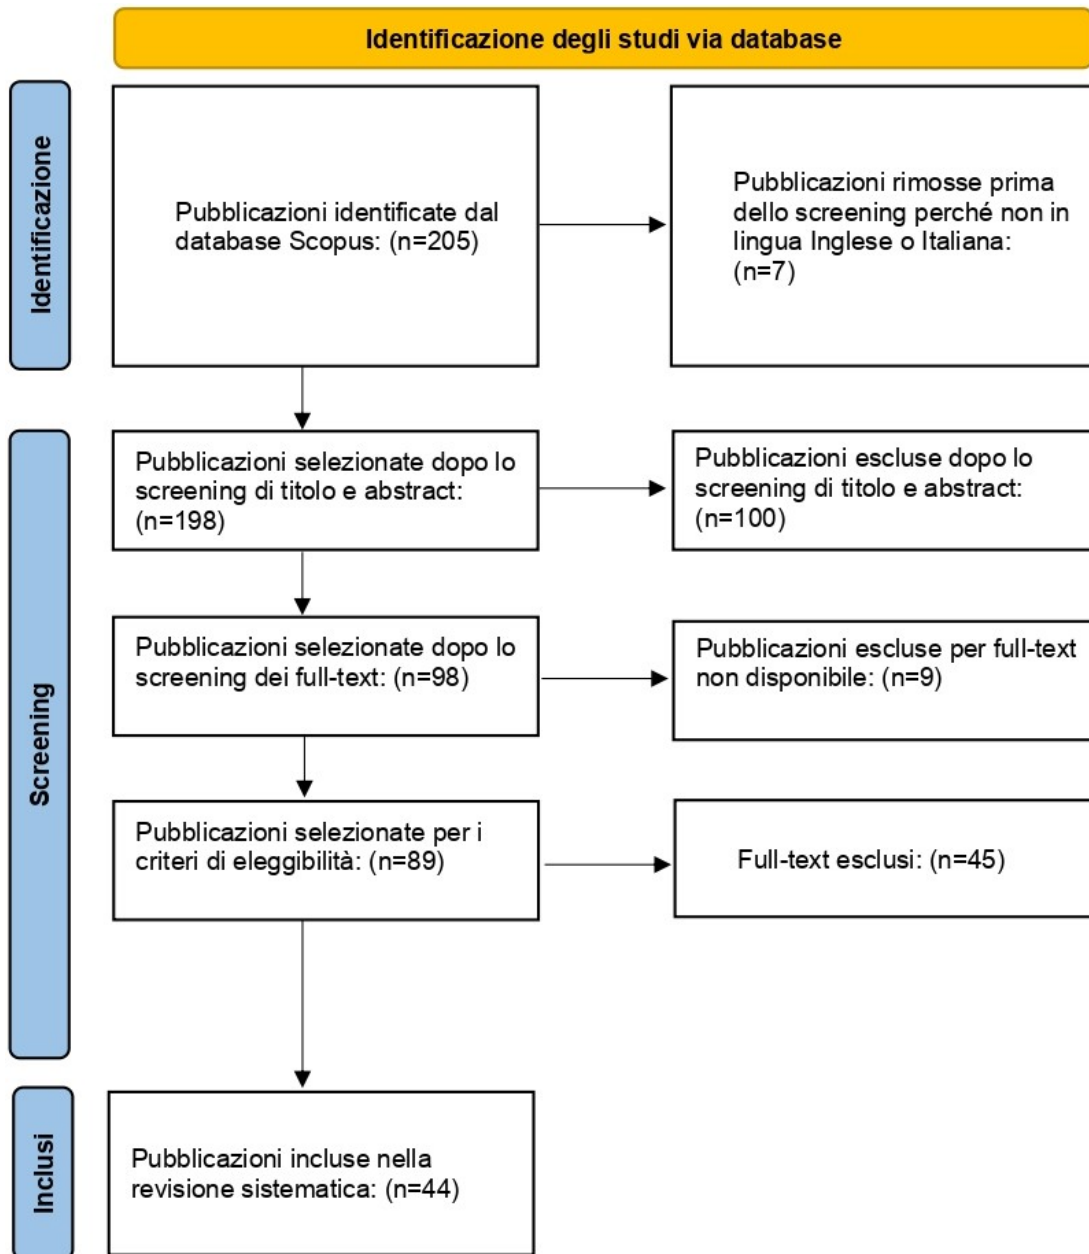 Identificazione degli studi via database
Identificazione
Pubblicazioni identificate dal
database Scopus: (n=205)
Pubblicazioni rimosse prima
dello screening perché non in
lingua Inglese o Italiana:
(n=7)
Screening
Pubblicazioni selezionate dopo lo
screening di titolo e abstract:
(n=198)
Pubblicazioni escluse dopo lo
screening di titolo e abstract:
(n=100)
Pubblicazioni selezionate dopo lo
screening dei full-text: (n=98)
Pubblicazioni escluse per full-text
non disponibile: (n=9)
Pubblicazioni selezionate per i
criteri di eleggibilità: (n=89)
Full-text esclusi: (n=45)
Inclusi
Pubblicazioni incluse nella
revisione sistematica: (n=44)